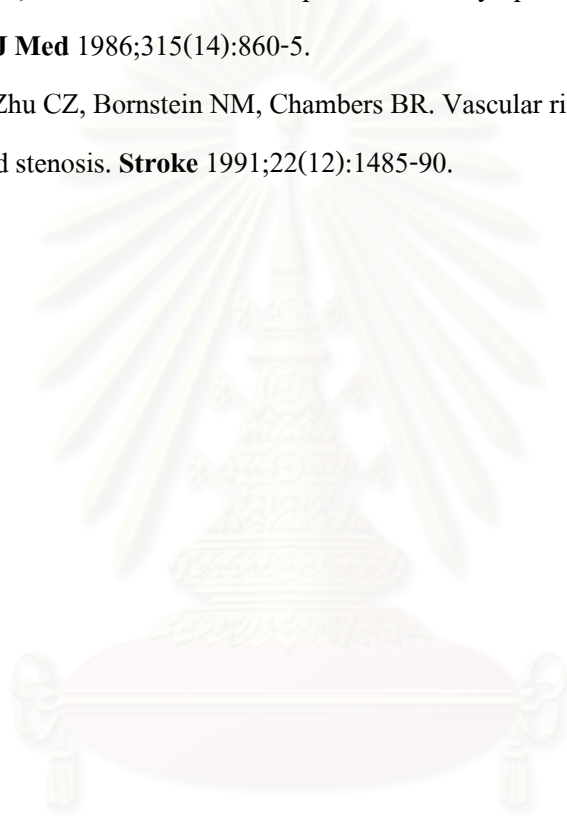 J Med 1986;315(14):860-5.
Zhu CZ, Bornstein NM, Chambers BR. Vascular ri
d stenosis. Stroke 1991;22(12):1485-90.